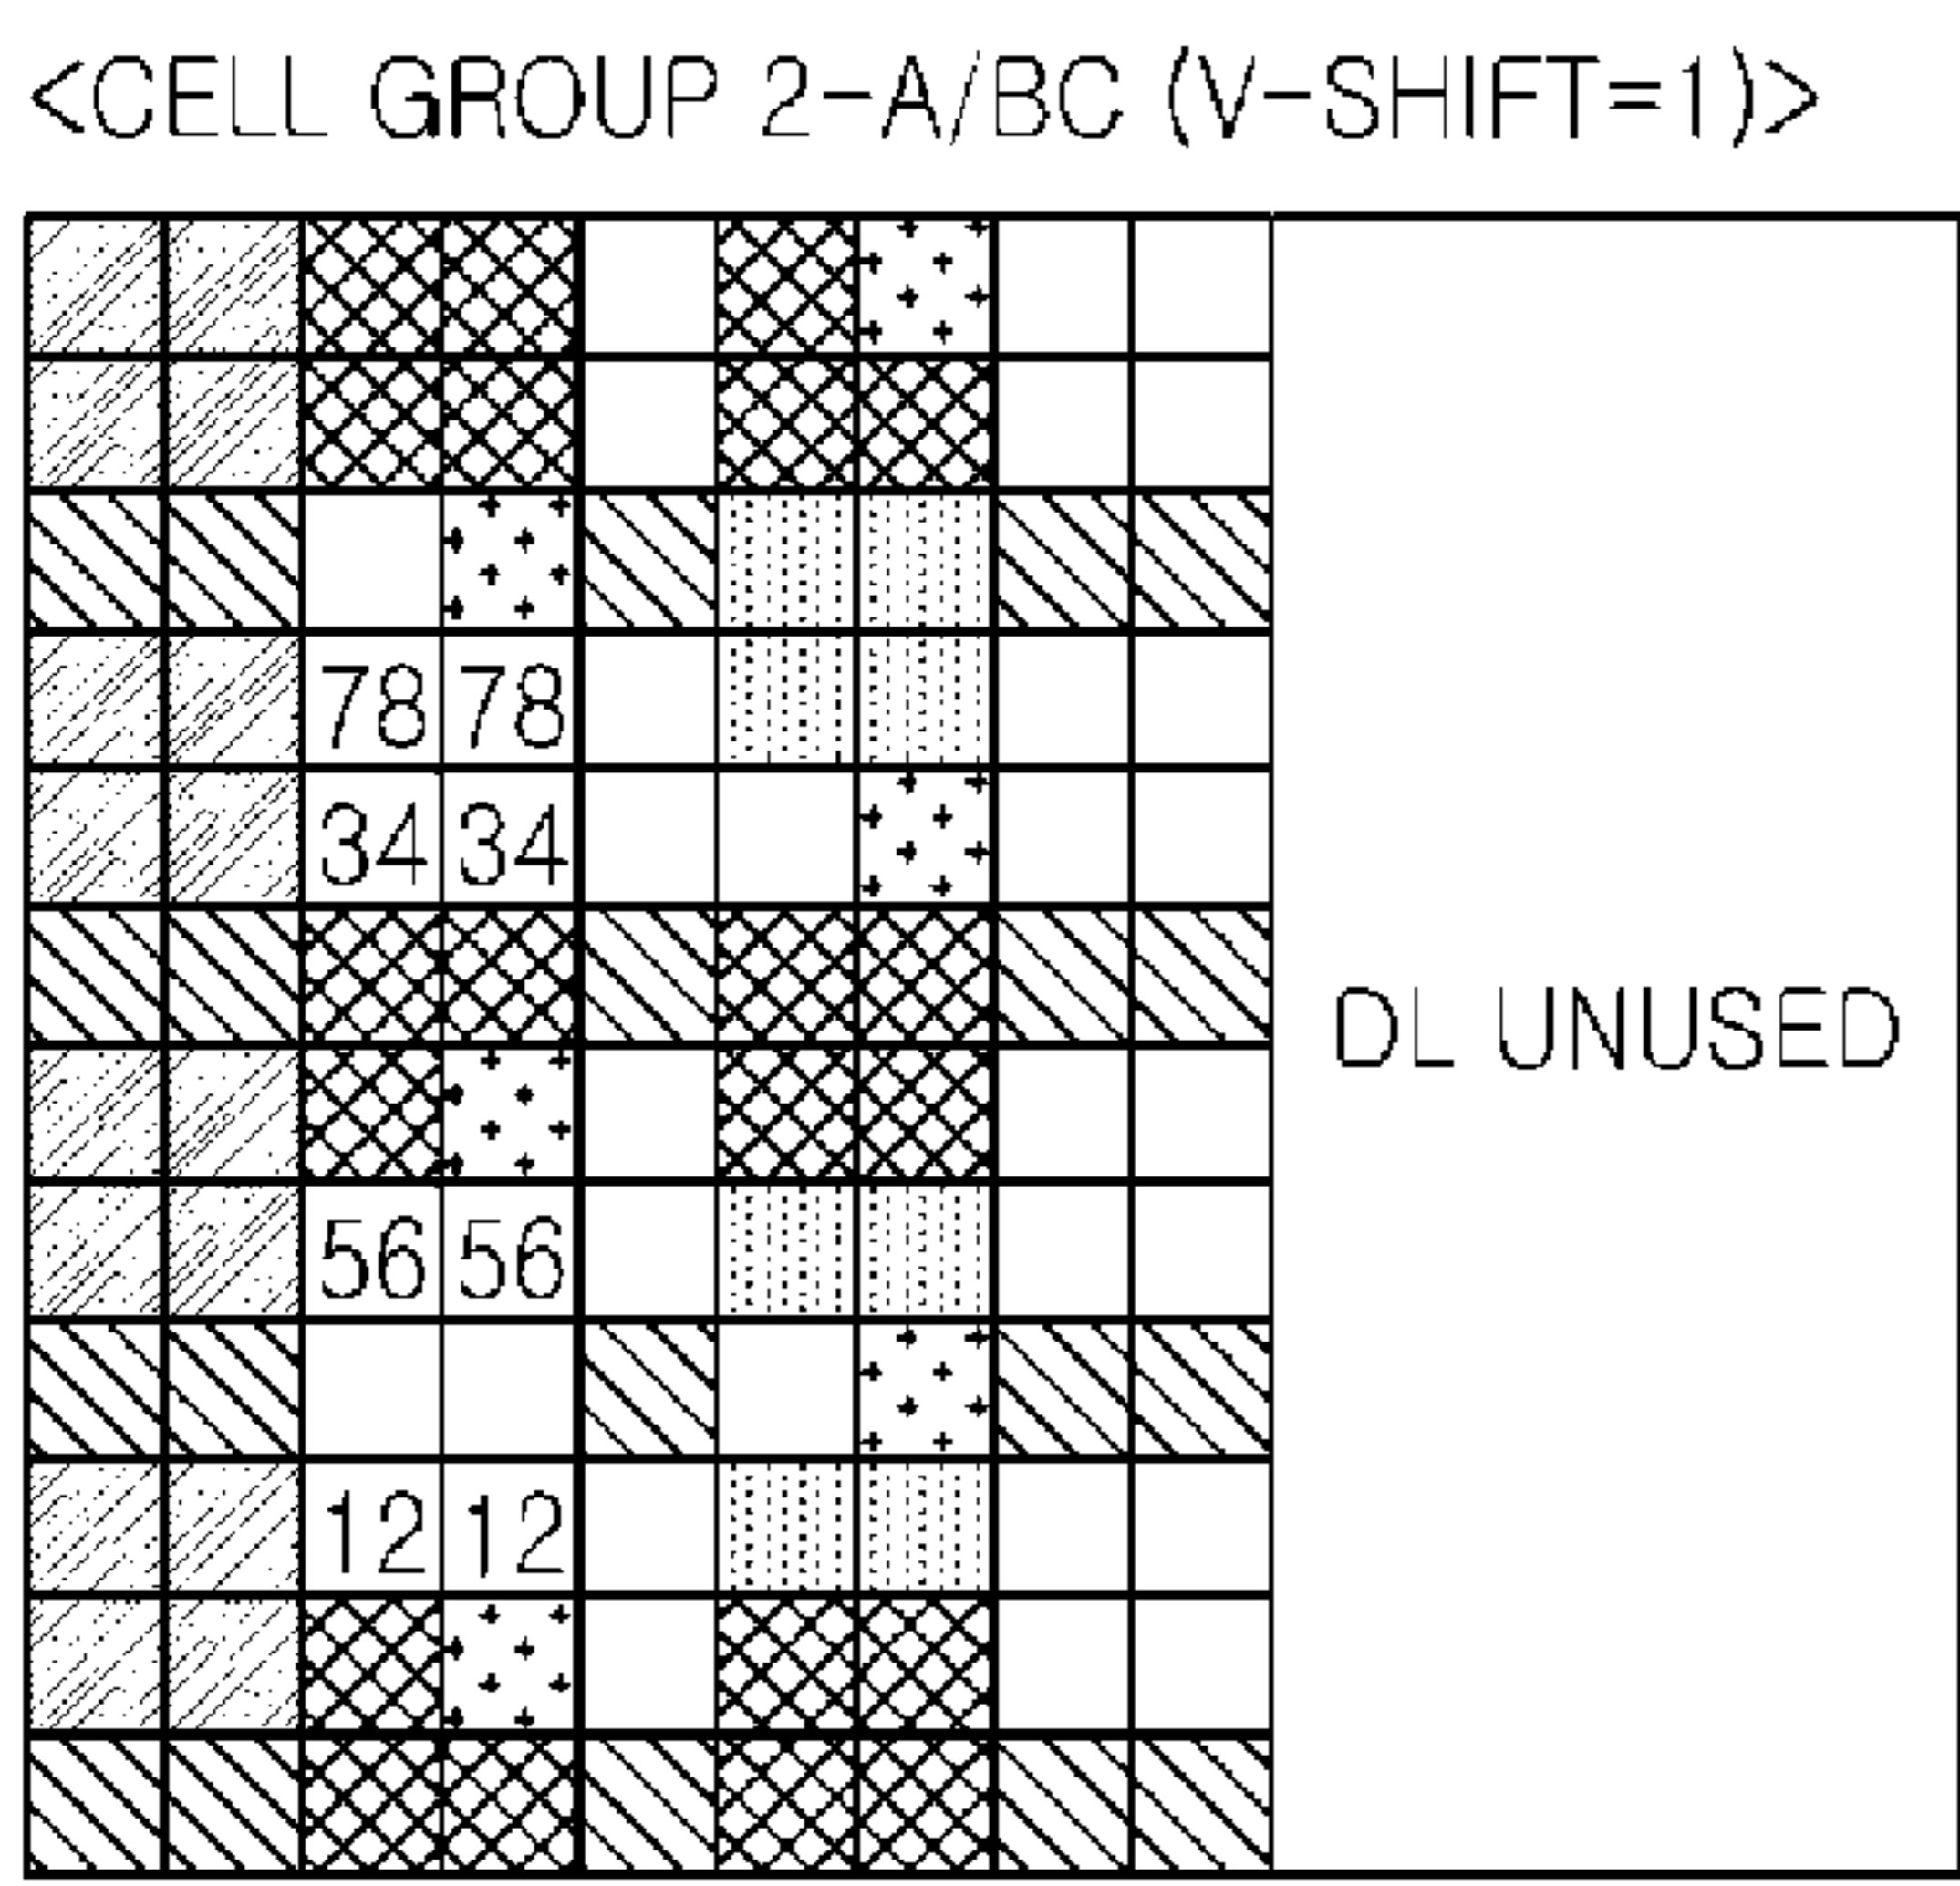 <CELL GROUP 2-A/BC (V-SHIFT=1)>
78 78
34 34
DL UNUSED
56 56
12 12